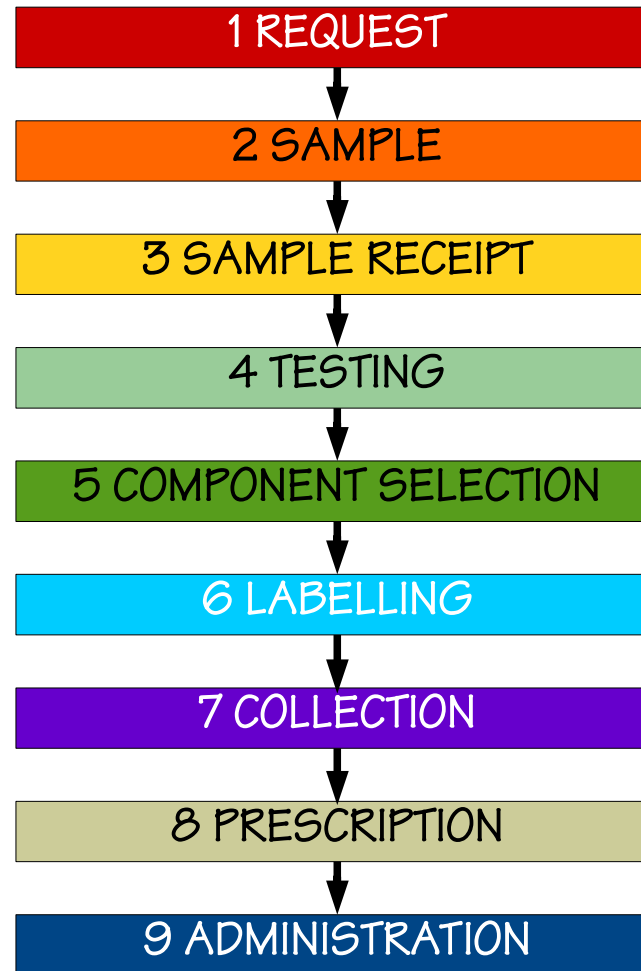 1 REQUEST
2 SAMPLE
3 SAMPLE RECEIPT
4 TESTING
5 COMPONENT SELECTION
6 LABELLING
7 COLLECTION
8 PRESCRIPTION
9 ADMINISTRATION